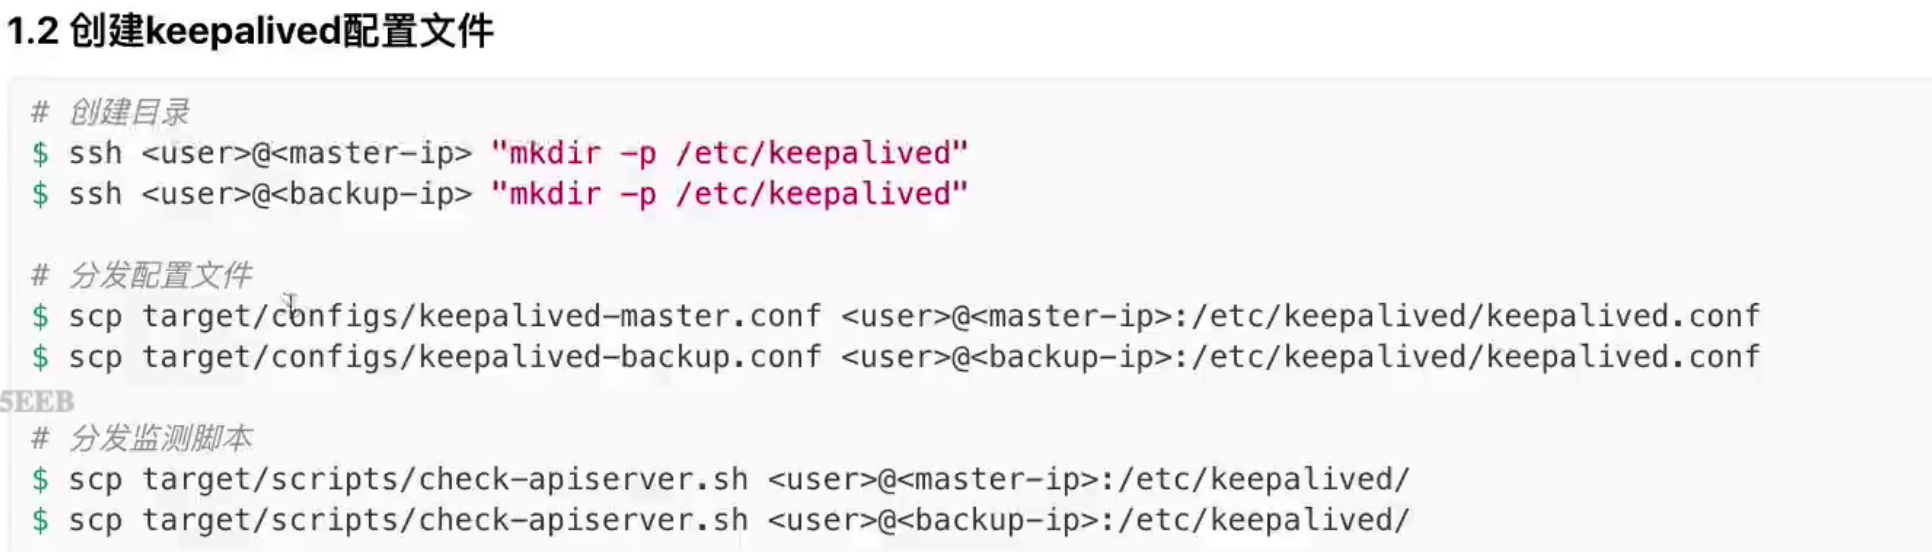 1.2 创建keepalived配置文件
# 创建目录
$ ssh <user>@<master-ip> "mkdir -p /etc/keepalived"
$ ssh <user>@<backup-ip> "mkdir -p /etc/keepalived"
# 分发配置文件
$ scp target/configs/keepalived-master.conf <user>@<master-ip>:/etc/keepalived/keepalived.conf
$ scp target/configs/keepalived-backup.conf <user>@<backup-ip>:/etc/keepalived/keepalived.conf
5EEB
# 分发监测脚本
$ scp target/scripts/check-apiserver.sh <user>@<master-ip>:/etc/keepalived/
$ scp target/scripts/check-apiserver.sh <user>@<backup-ip>:/etc/keepalived/